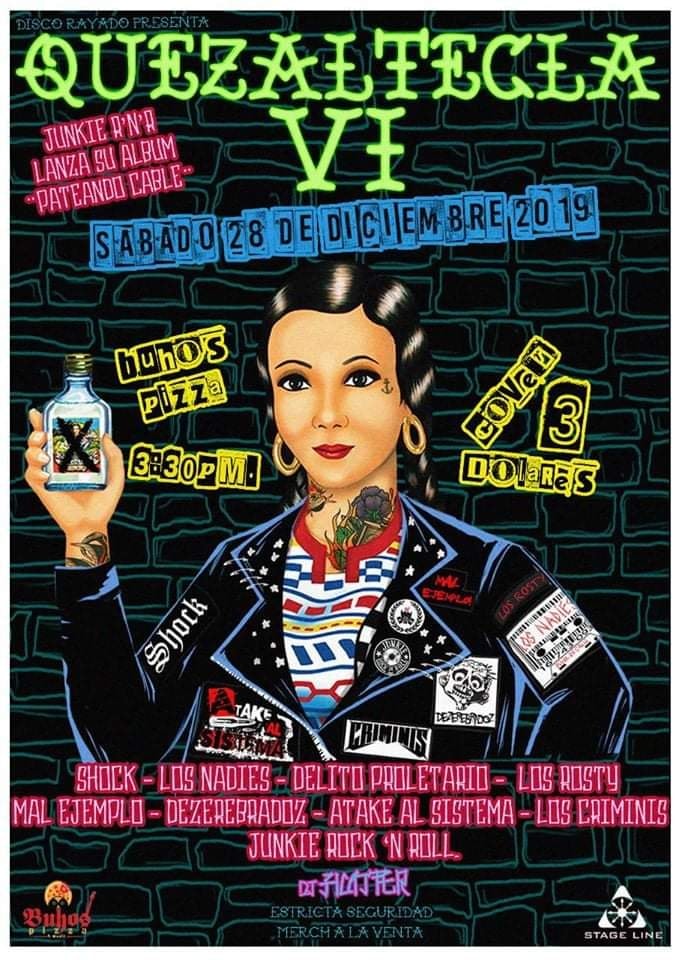 DISCO RAYADO PRESENTA
QUEZALTECLA
VI
JUNKIE R'N'R
LANZA SU ALBUM
"PATEANDO CABLE"
SABADO 28 DE DICIEMBRE 2019
buhos
pizza
3:30PM.
COVER
3
DOLARES
Shock
MAL
EJEMPLO
LOS ROSTY
LOS NADIES
JUNKIE
DEZEREBRADOZ
ATAKE
AL
SISTEMA
CRIMINIS
SHOCK - LOS NADIES - DELITO PROLETARIO - LOS ROSTY
MAL EJEMPLO - DEZEREBRADOZ - ATAKE AL SISTEMA - LOS CRIMINIS
JUNKIE ROCK 'N ROLL.
DJ
ESTRICTA SEGURIDAD
MERCH A LA VENTA
Buhos
pizza
STAGE LINE